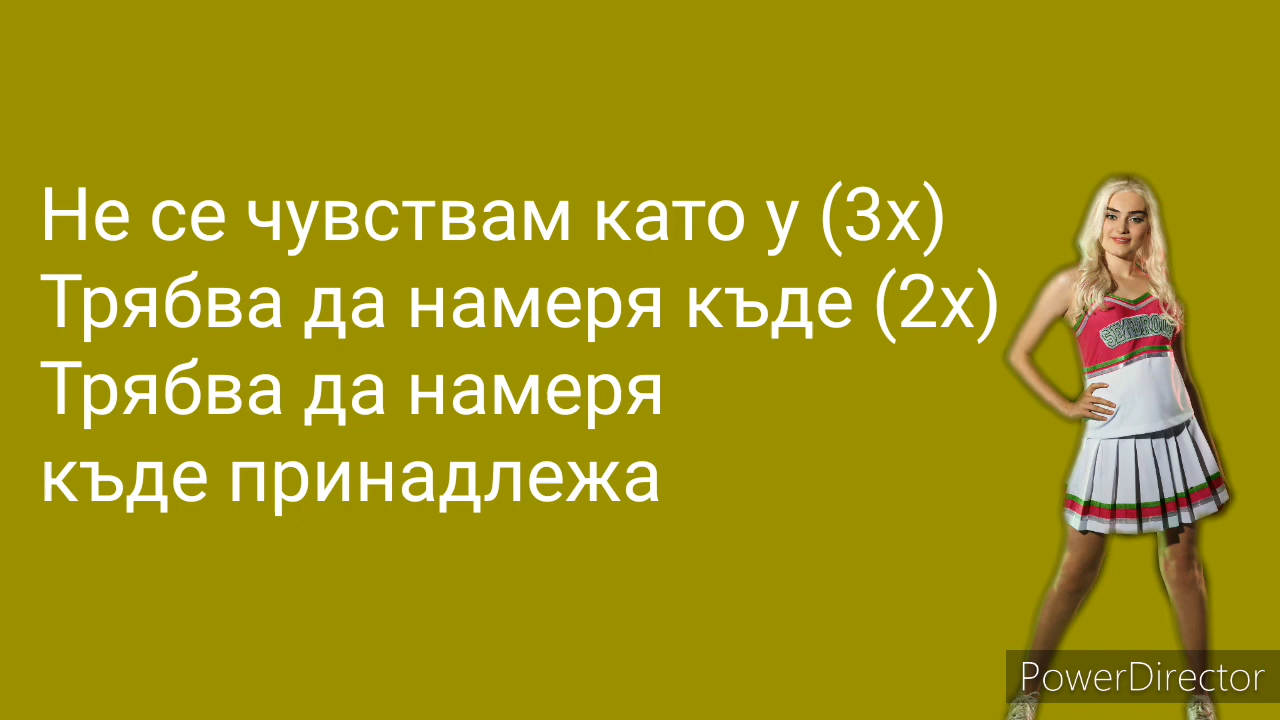 Не се чувствам като у (3x)
Трябва да намеря къде (2x)
Трябва да намеря
къде принадлежа
PowerDirector